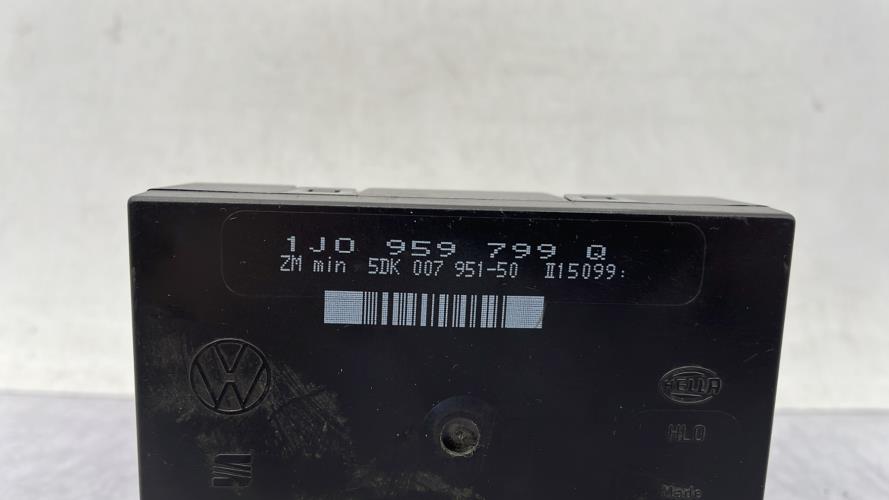 1J0 959 799 Q
ZM min 5DK 007 951-50 II15099:
HELLA
HLO
Made